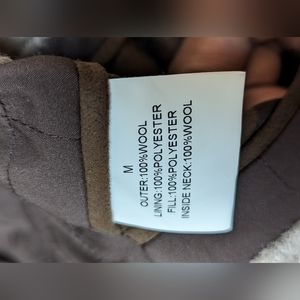 M
OUTER:100%WOOL
LINING:100%POLYESTER
FILL:100%POLYESTER
INSIDE NECK:100%WOOL